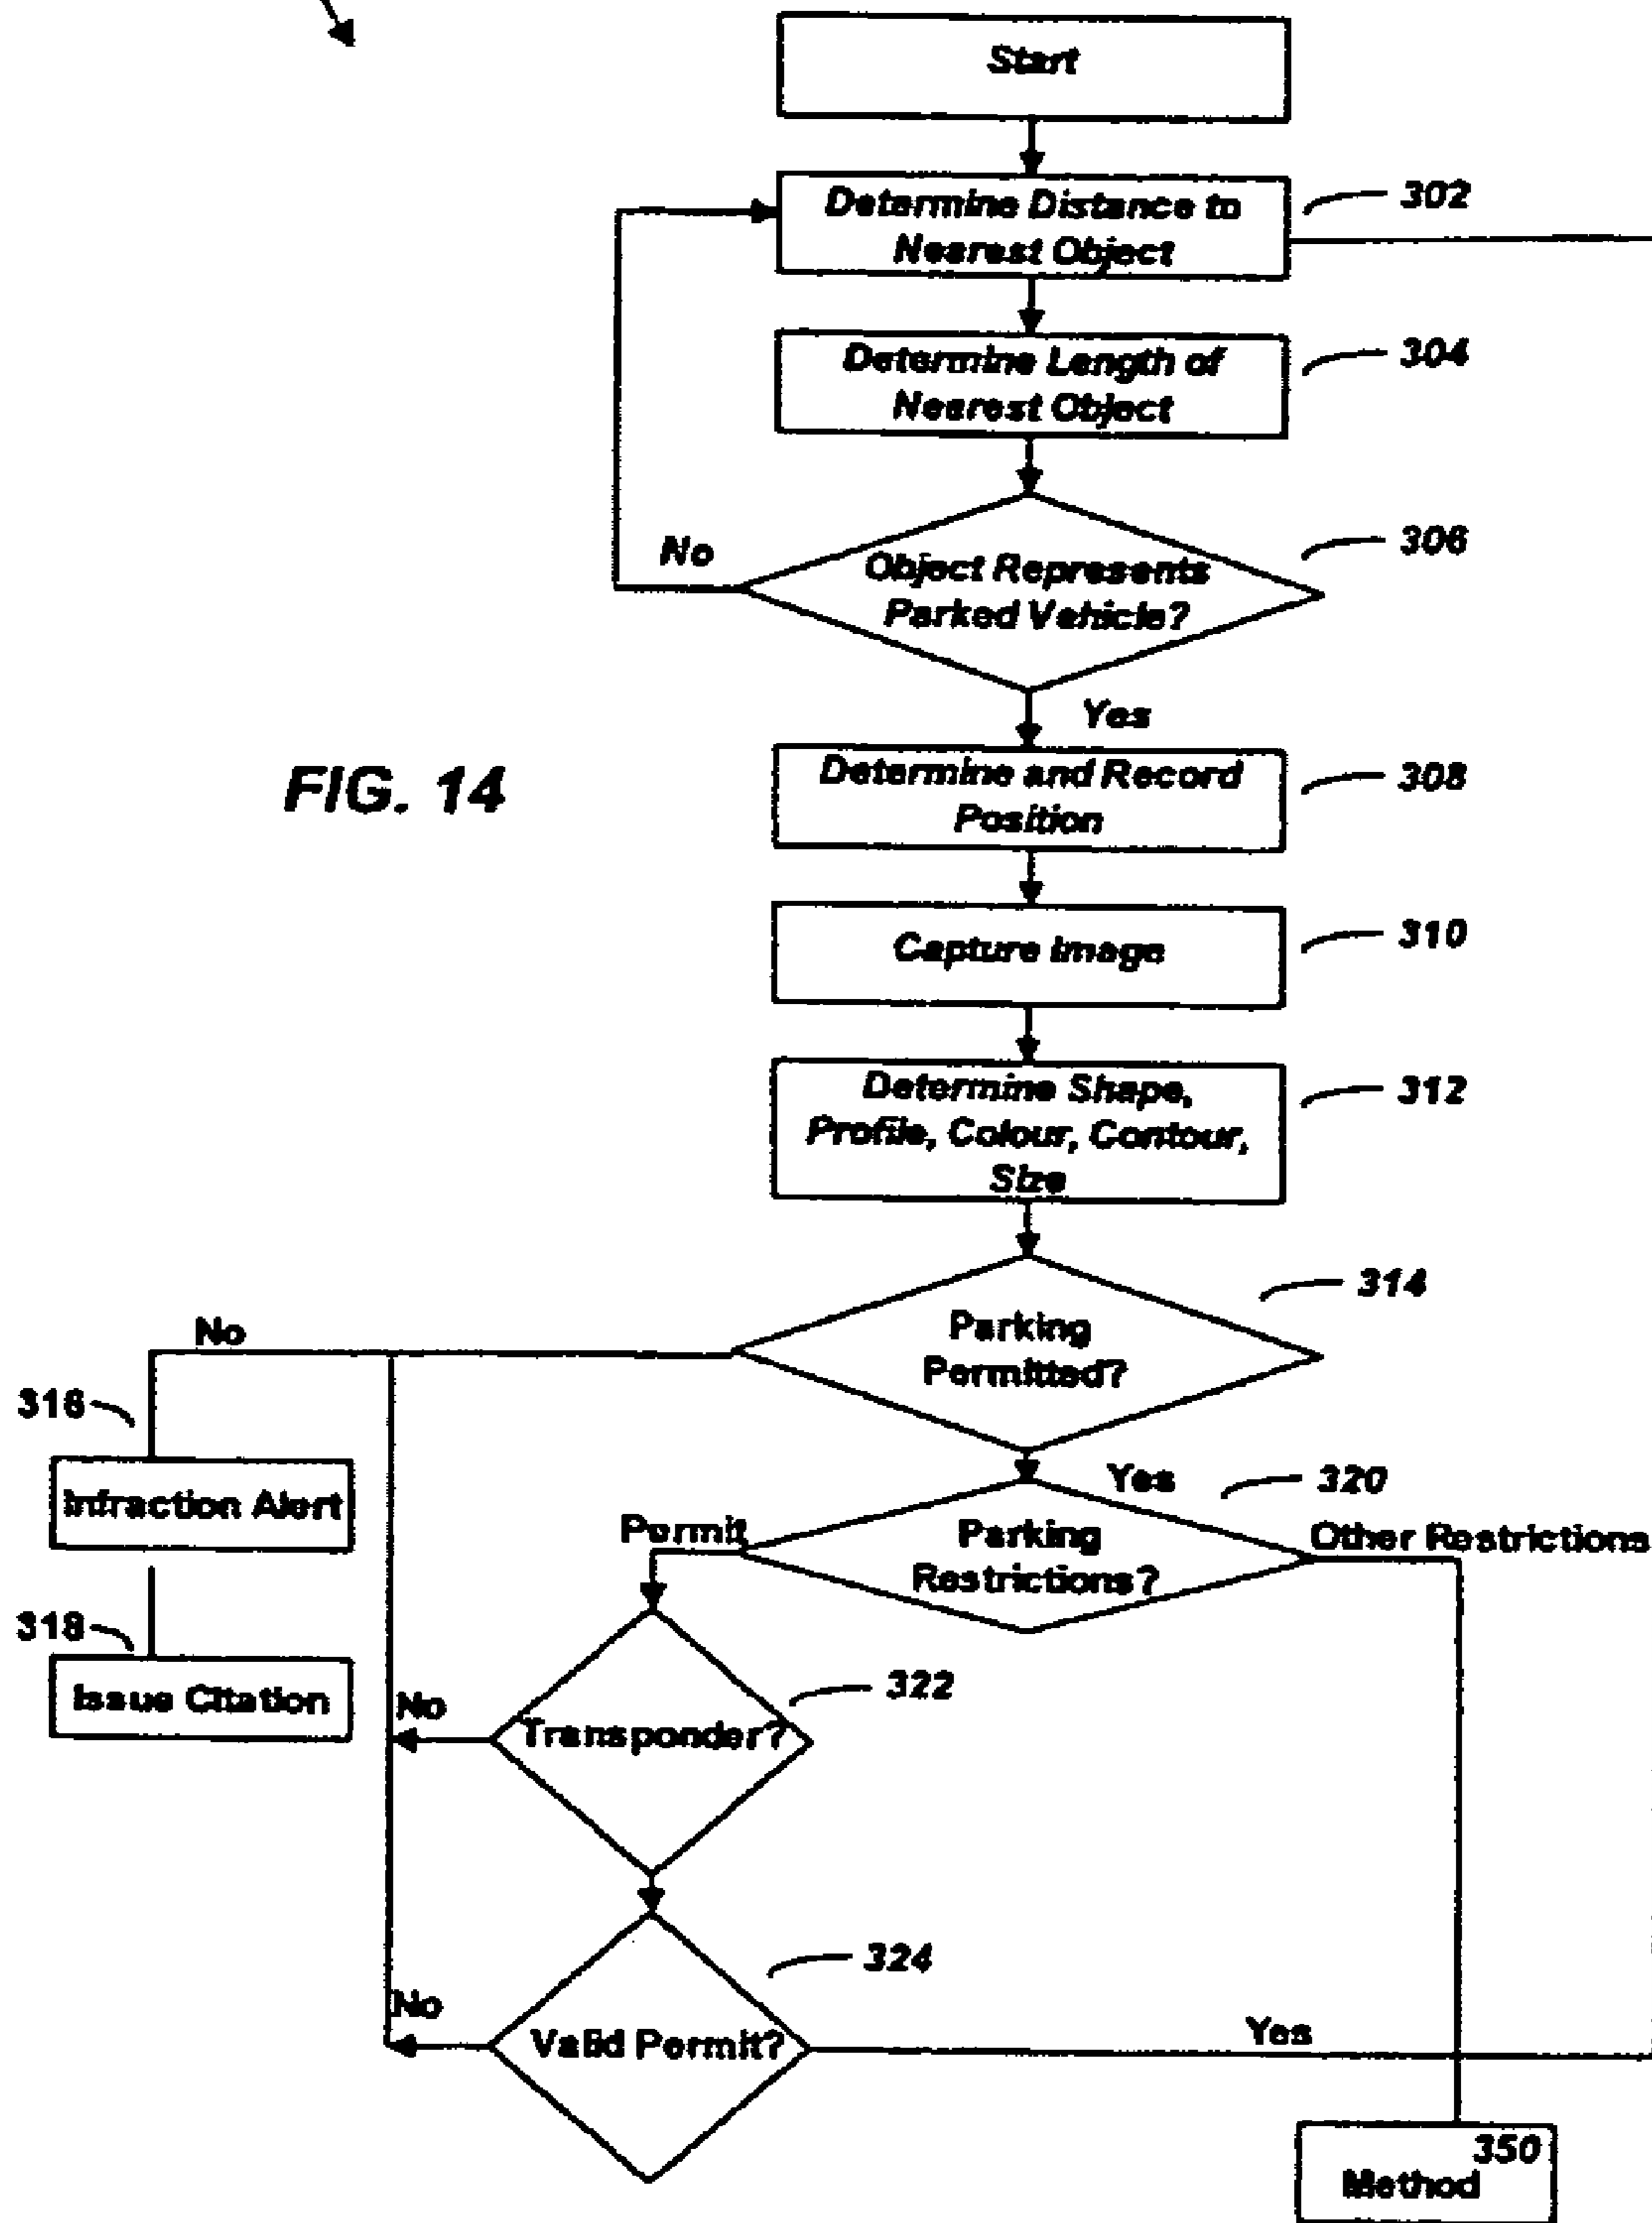 Start
Determine Distance to
Nearest Object
302
Determine Length of
Nearest Object
304
Object Represents
Parked Vehicle?
306
No
Yes
FIG. 14
Determine and Record
Position
308
Capture Image
310
Determine Shape,
Profile, Colour, Contour,
Size
312
Parking
Permitted?
314
No
316
Infraction Alert
318
Issue Citation
Yes
320
Permit
Parking
Restrictions?
Other Restrictions
Transponder?
322
No
Valid Permit?
324
No
Yes
350
Method